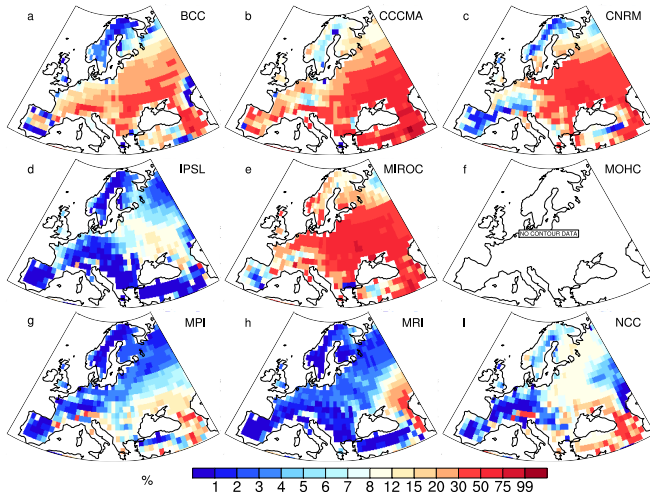 a BCC
b CCCMA
c CNRM
d IPSL
e MIROC
f MOHC
NO CONTOUR DATA
g MPI
h MRI
I NCC
% 1 2 3 4 5 6 7 8 12 15 20 30 50 75 99